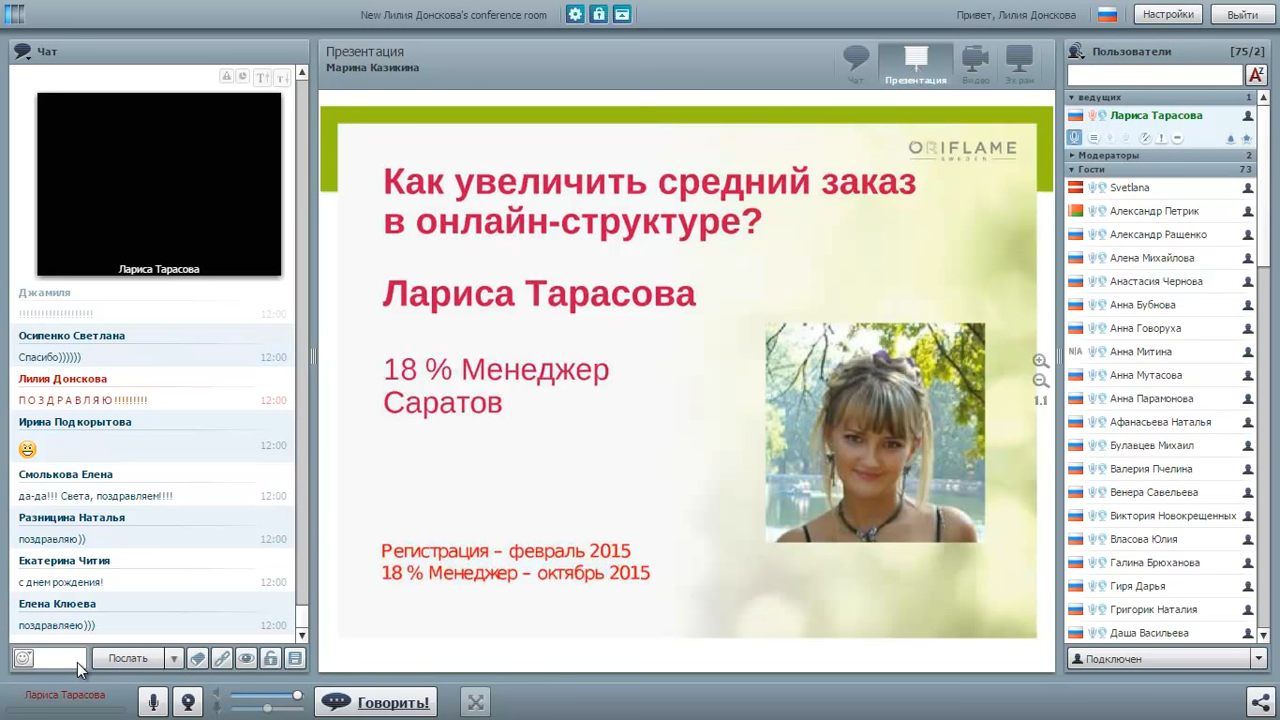 New Лилия Донскова's conference room
Привет, Лилия Донскова
Настройки
Выйти
Чат
Лариса Тарасова
Джамиля
!!!!!!!!!!!!!!!!!!!!! 12:00
Осипенко Светлана
Спасибо)))))) 12:00
Лилия Донскова
П О З Д Р А В Л Я Ю !!!!!!!!! 12:00
Ирина Подкорытова
12:00
Смолькова Елена
да-да!!! Света, поздравляем!!!! 12:00
Разницина Наталья
поздравляю)) 12:00
Екатерина Чития
с днем рождения! 12:00
Елена Клюева
поздравляею))) 12:00
Послать
Лариса Тарасова
Говорить!
Презентация
Марина Казикина
Чат
Презентация
Видео
Экран
ORIFLAME
SWEDEN
Как увеличить средний заказ
в онлайн-структуре?
Лариса Тарасова
18 % Менеджер
Саратов
Регистрация – февраль 2015
18 % Менеджер – октябрь 2015
1.1
Пользователи [75/2]
AZ
ведущих 1
Лариса Тарасова
Модераторы 2
Гости 73
Svetlana
Александр Петрик
Александр Ращенко
Алена Михайлова
Анастасия Чернова
Анна Бубнова
Анна Говоруха
N|A Анна Митина
Анна Мутасова
Анна Парамонова
Афанасьева Наталья
Булавцев Михаил
Валерия Пчелина
Венера Савельева
Виктория Новокрещенных
Власова Юлия
Галина Брюханова
Гиря Дарья
Григорик Наталия
Даша Васильева
Подключен